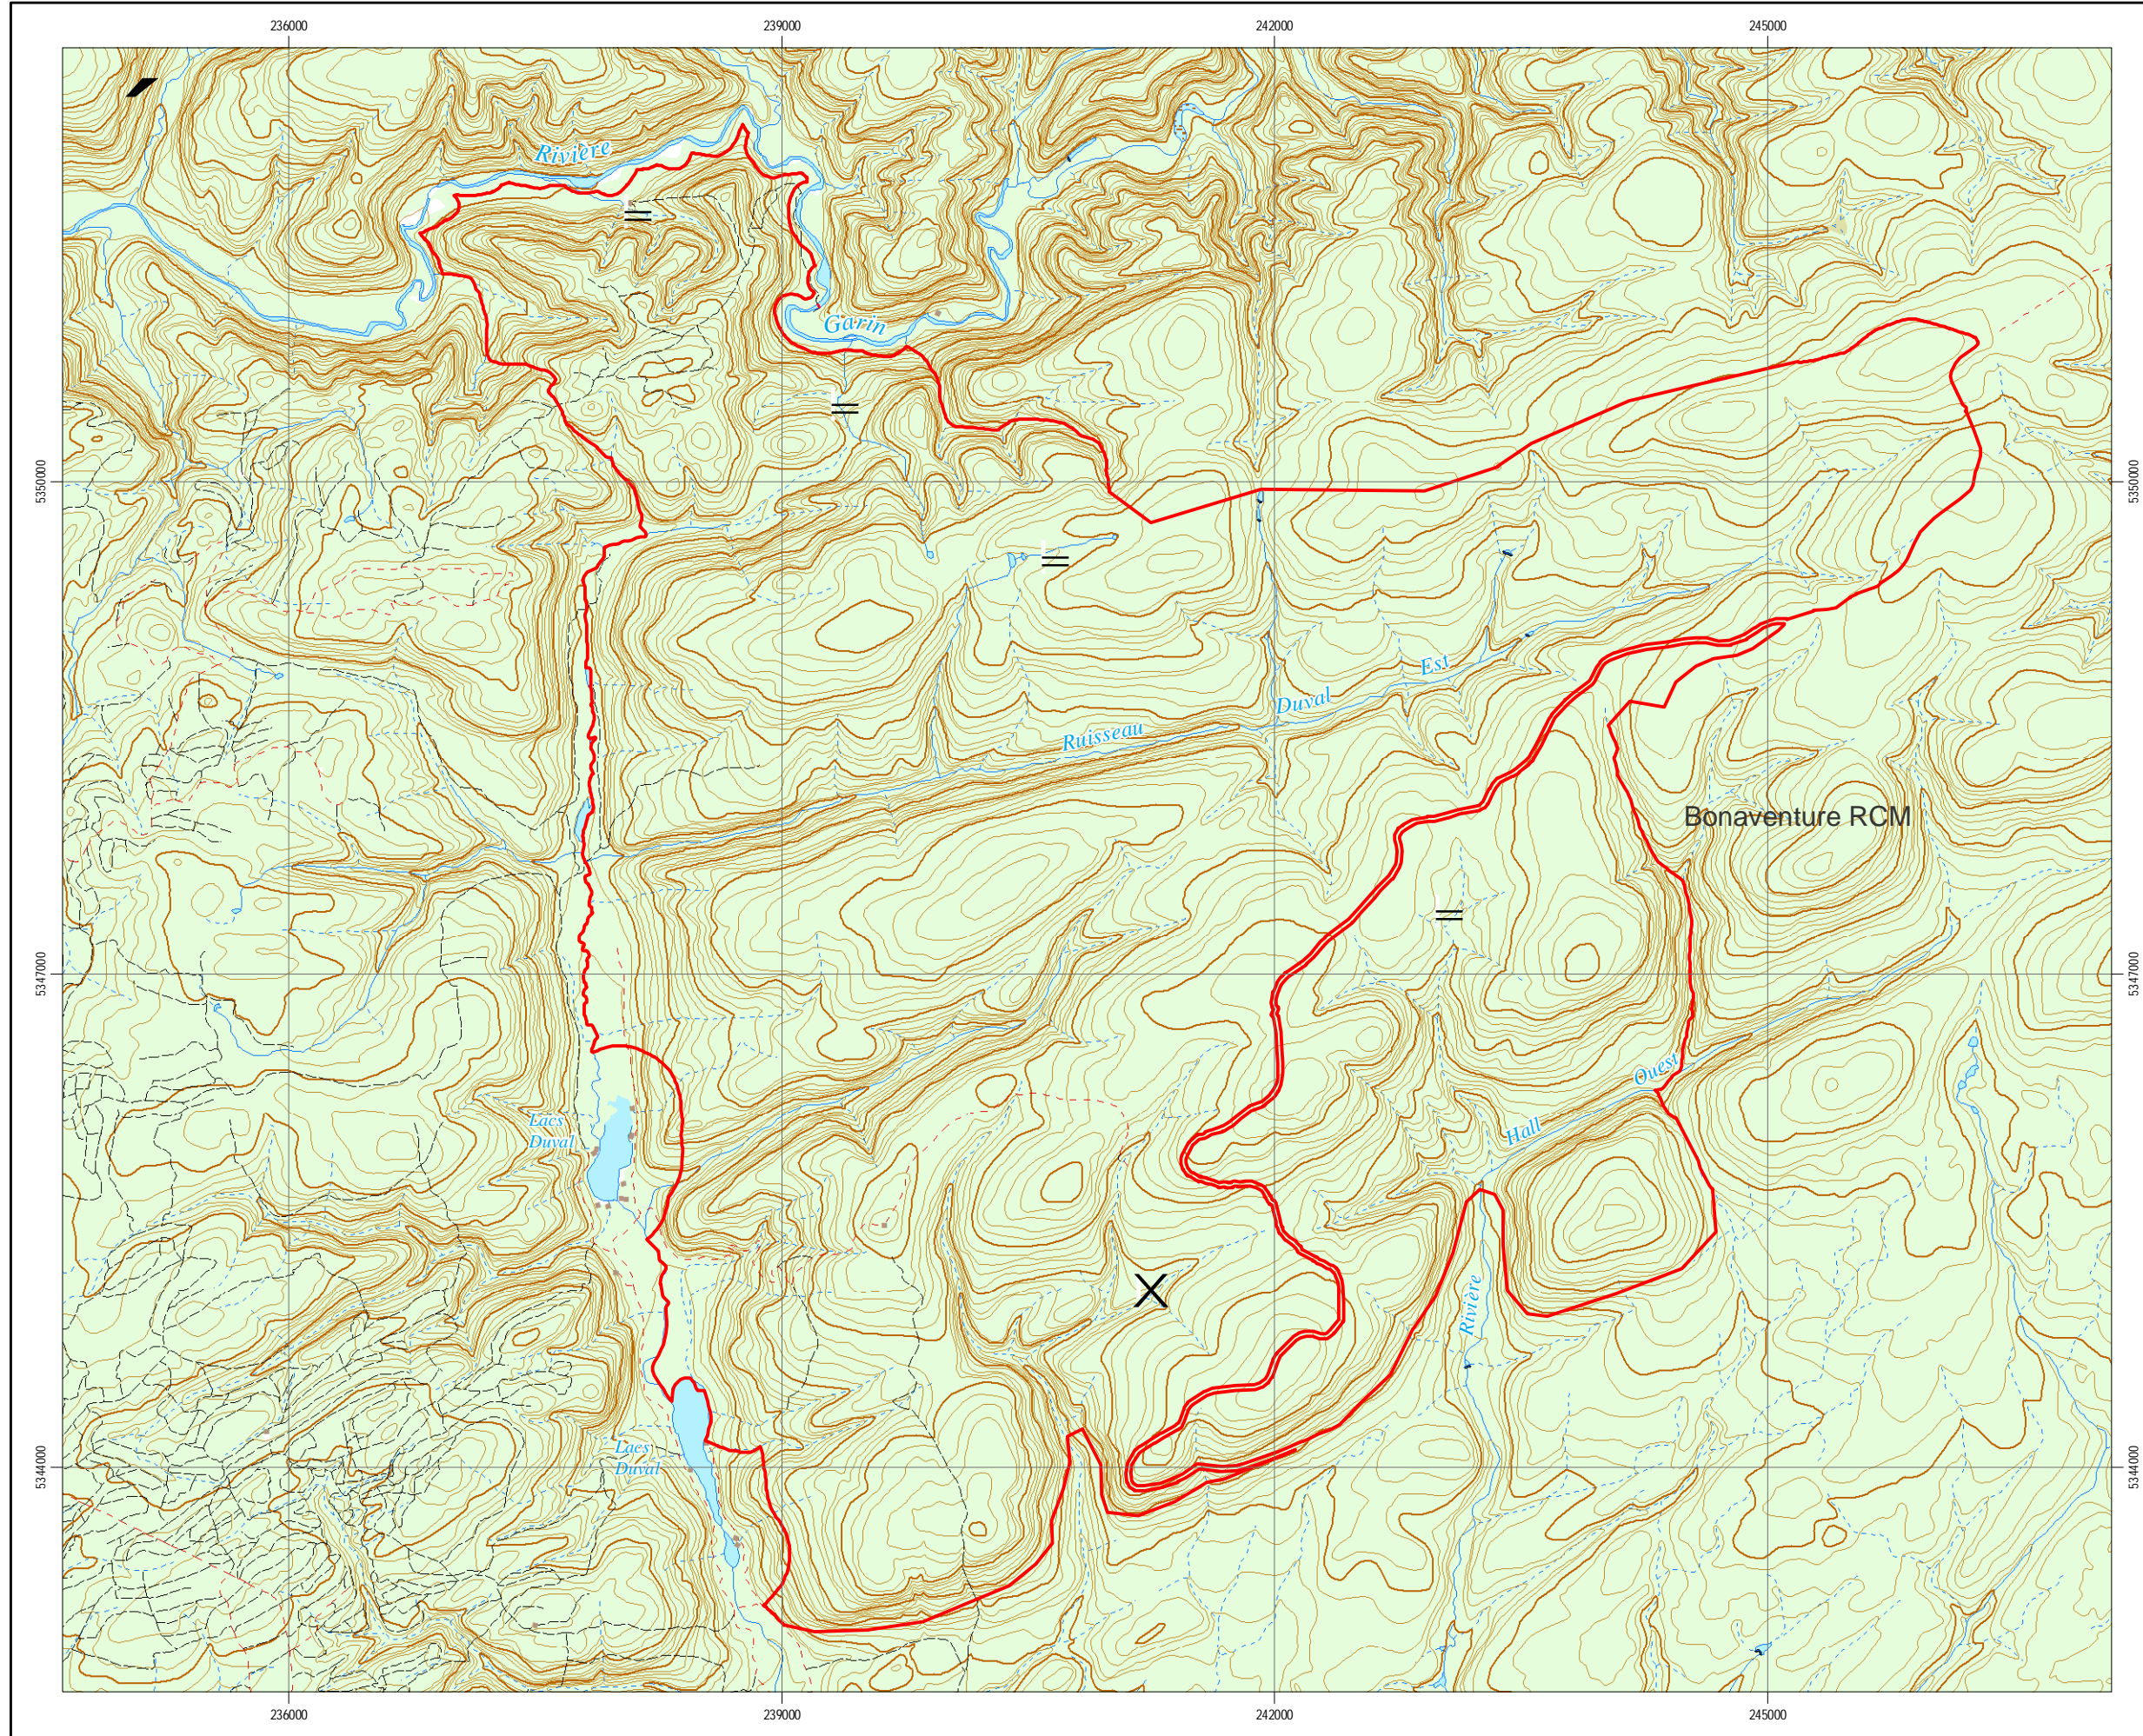 236000
239000
242000
245000
Rivière
Garin
5350000
5350000
Est
Duval
Ruisseau
Bonaventure RCM
5347000
5347000
Ouest
Hall
Lacs
Duval
Rivière
Lacs
Duval
5344000
5344000
236000
239000
242000
245000